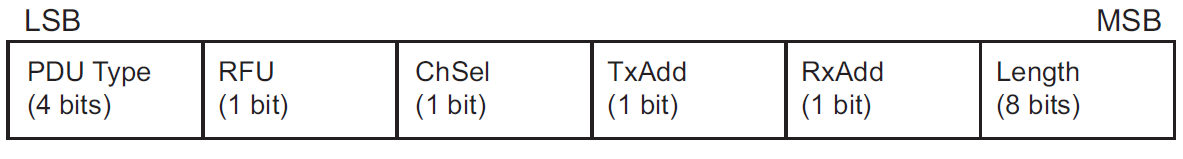 LSB MSB
PDU Type RFU ChSel TxAdd RxAdd Length
(4 bits) (1 bit) (1 bit) (1 bit) (1 bit) (8 bits)